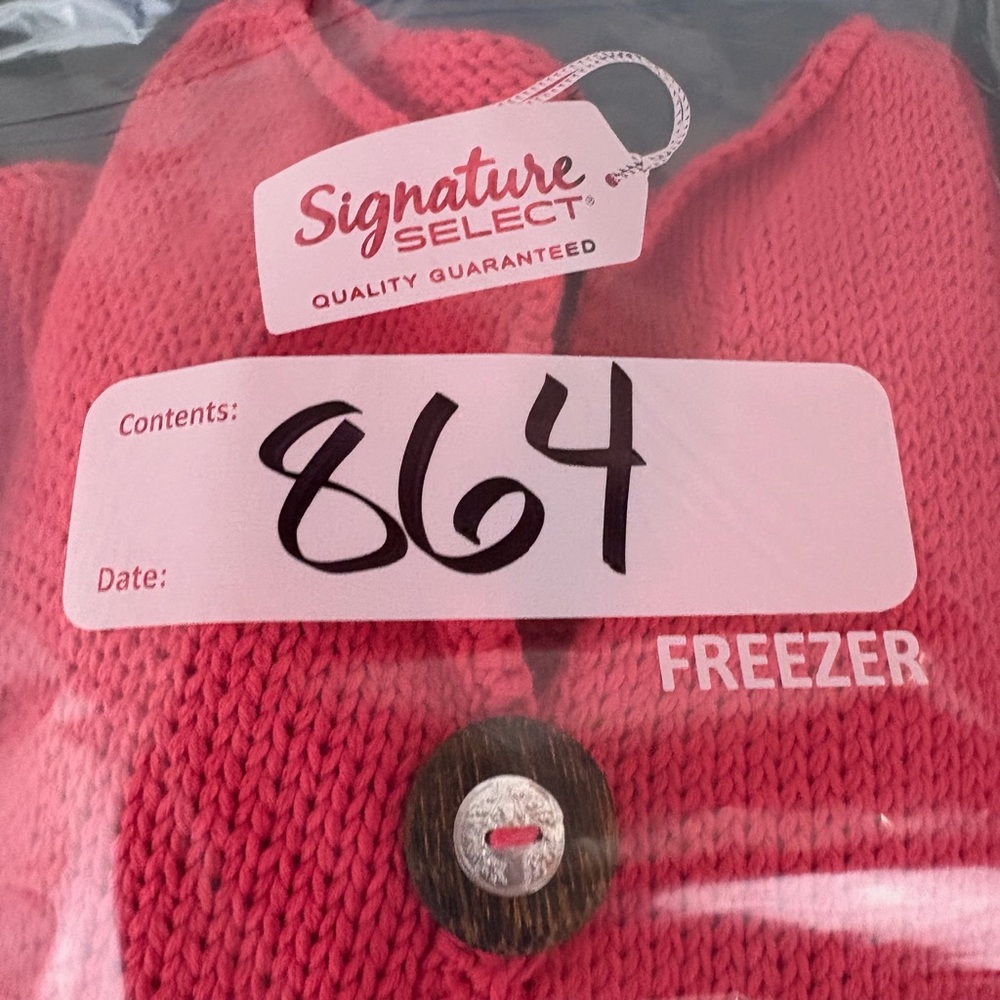 Signature
SELECT®
QUALITY GUARANTEED
Contents: 864
Date:
FREEZER